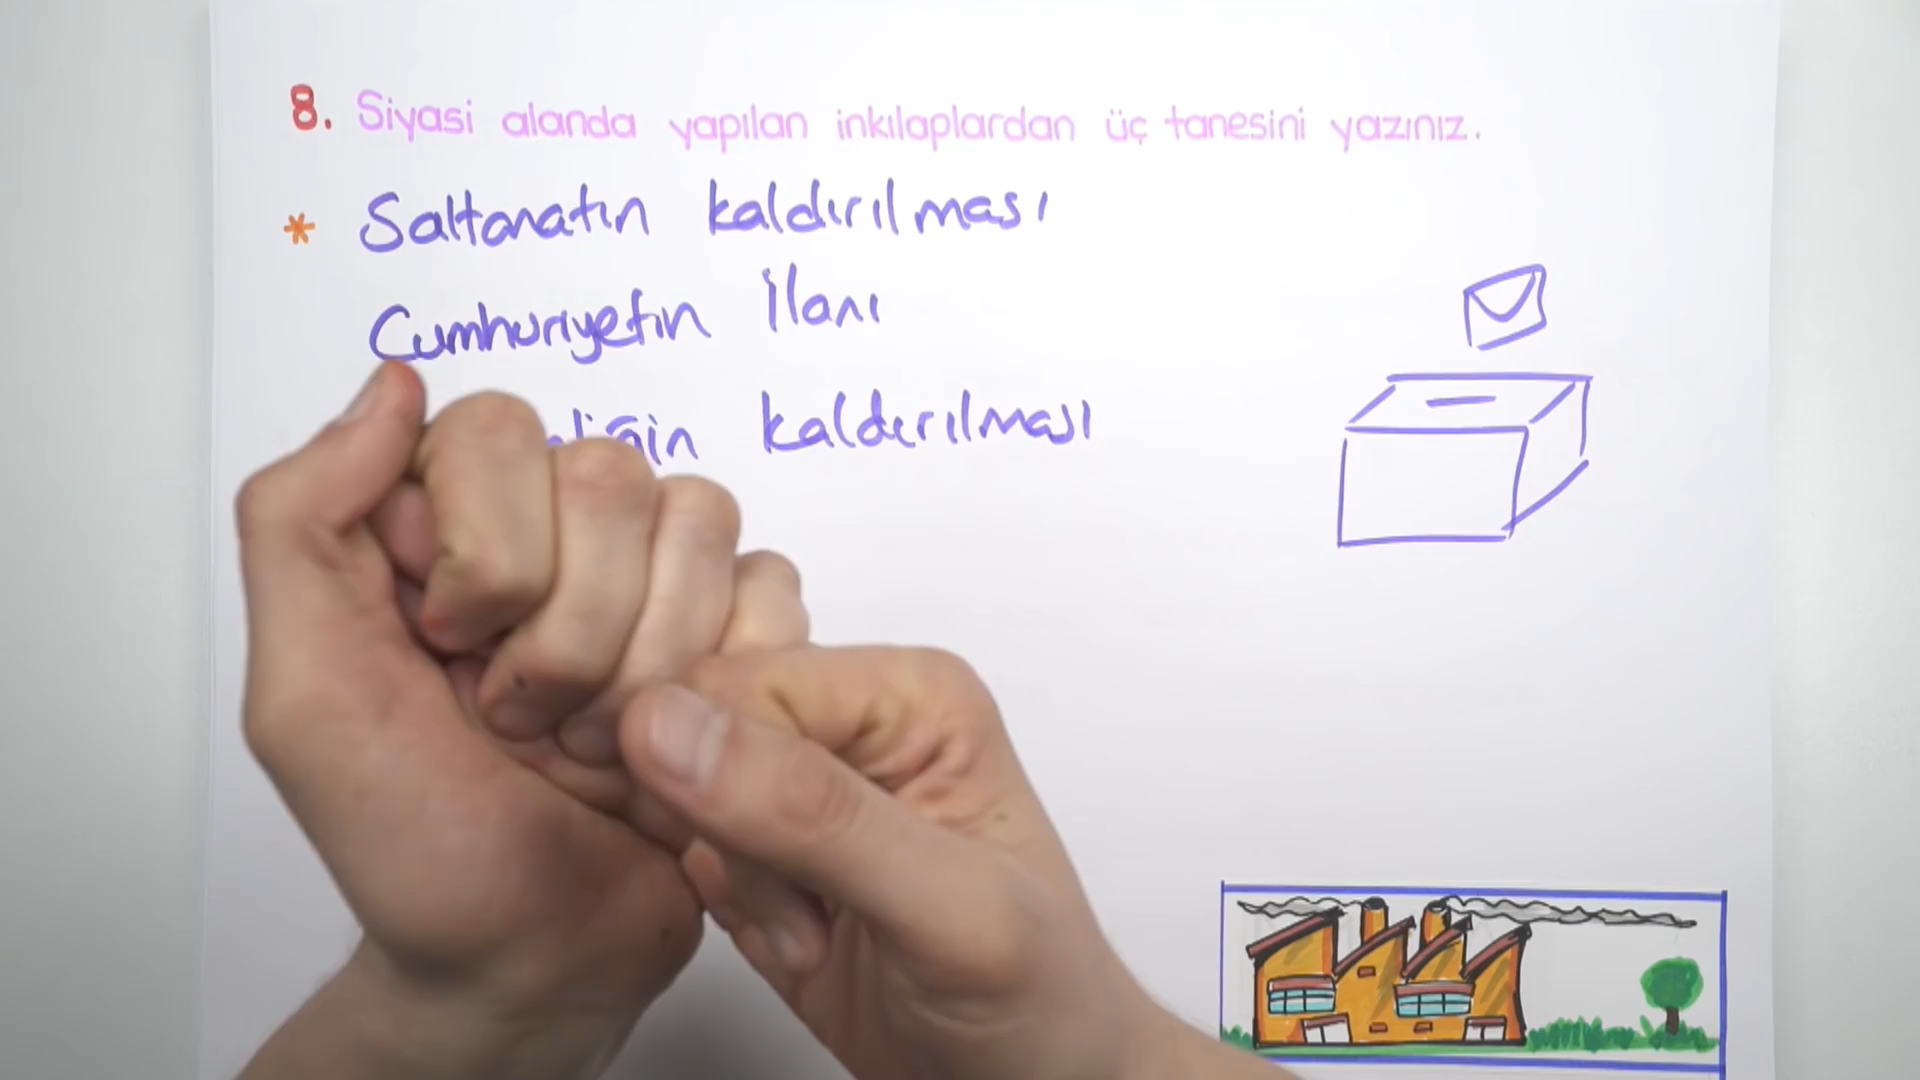 8. Siyasi alanda yapılan inkılaplardan üç tanesini yazınız.
* Saltanatın kaldırılması
Cumhuriyetin İlanı
kaldırılması